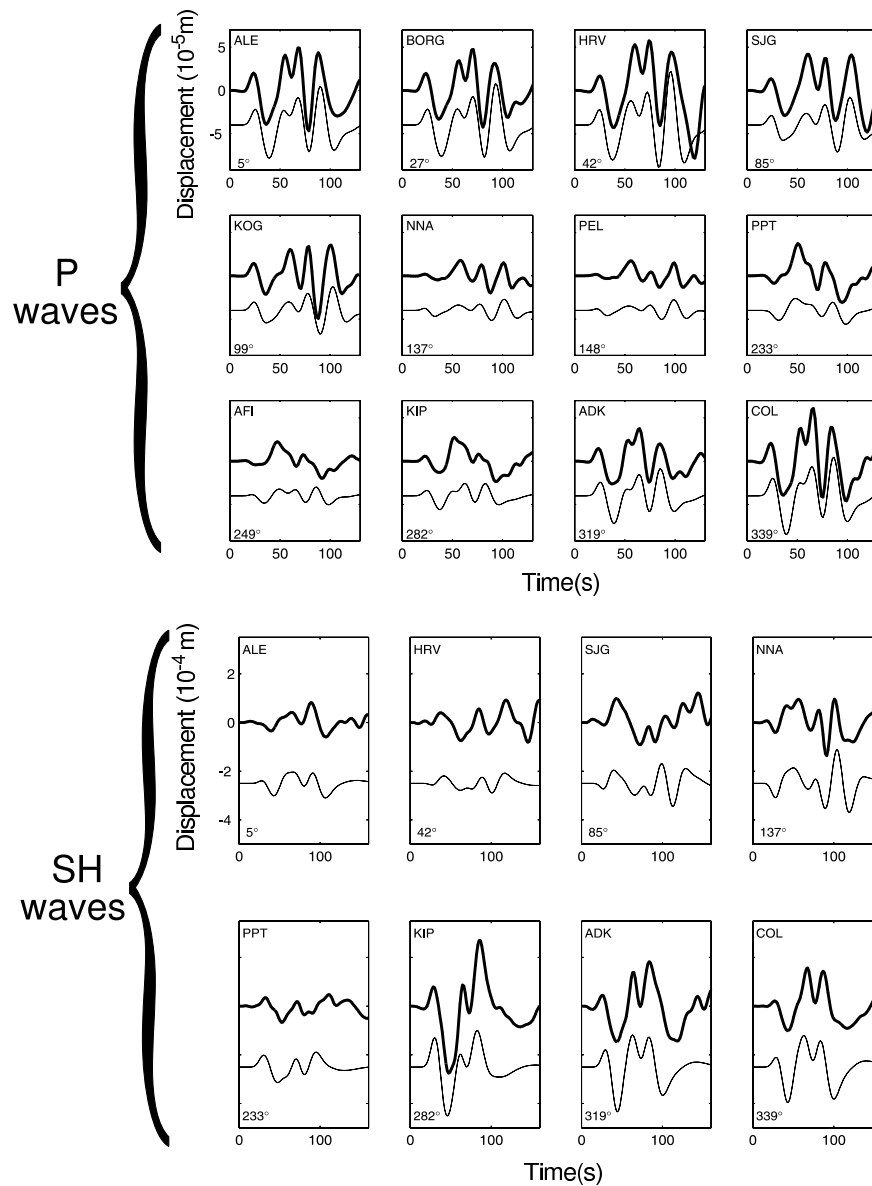 P
waves
Displacement (10⁻⁵m)
ALE BORG HRV SJG
5
0
-5
5° 27° 42° 85°
0 50 100 0 50 100 0 50 100 0 50 100
KOG NNA PEL PPT
99° 137° 148° 233°
0 50 100 0 50 100 0 50 100 0 50 100
AFI KIP ADK COL
249° 282° 319° 339°
0 50 100 0 50 100 0 50 100 0 50 100
Time(s)
SH
waves
Displacement (10⁻⁴ m)
ALE HRV SJG NNA
2
0
-2
-4
5° 42° 85° 137°
0 100 0 100 0 100 0 100
PPT KIP ADK COL
233° 282° 319° 339°
0 100 0 100 0 100 0 100
Time(s)